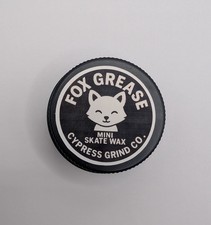 FOX GREASE
MINI
SKATE WAX
CYPRESS GRIND CO.